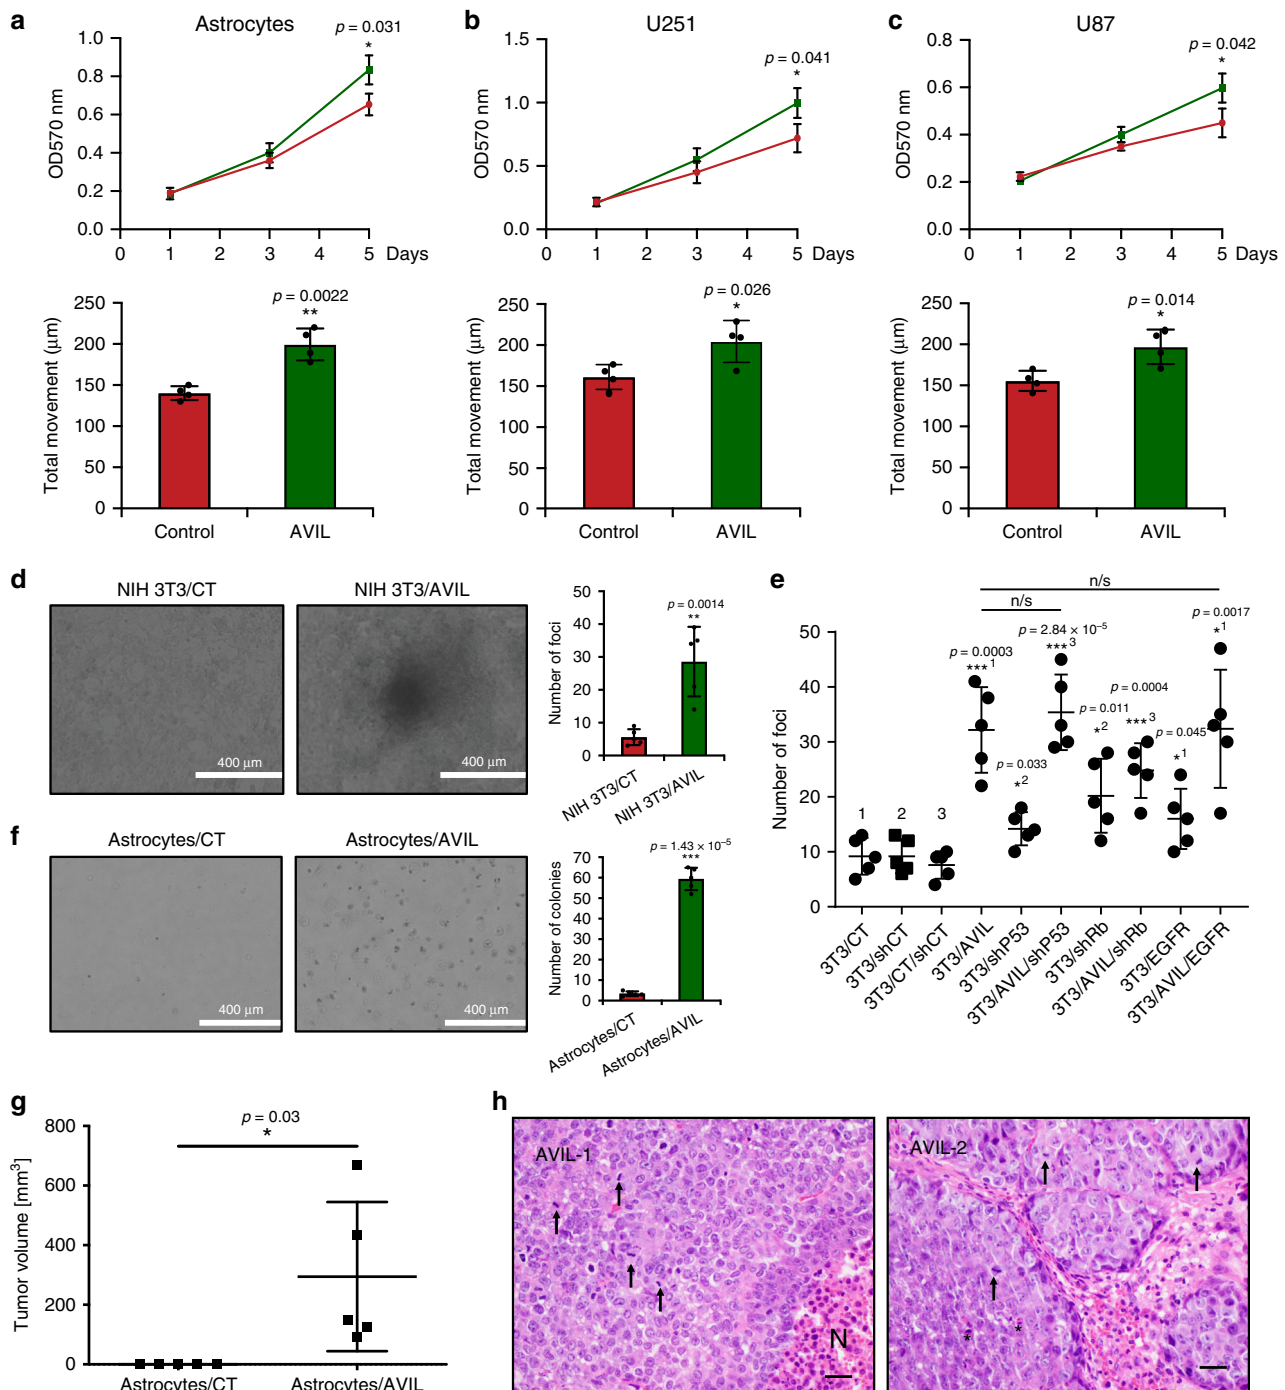 a
Astrocytes
p = 0.031
*
OD570 nm
1.0
0.8
0.6
0.4
0.2
0.0
0 1 2 3 4 5 Days
p = 0.0022
**
Total movement (μm)
250
200
150
100
50
0
Control AVIL
b
U251
p = 0.041
*
OD570 nm
1.5
1.0
0.5
0.0
0 1 2 3 4 5 Days
p = 0.026
*
Total movement (μm)
250
200
150
100
50
0
Control AVIL
c
U87
p = 0.042
*
OD570 nm
0.8
0.6
0.4
0.2
0.0
0 1 2 3 4 5 Days
p = 0.014
*
Total movement (μm)
250
200
150
100
50
0
Control AVIL
d
NIH 3T3/CT
400 μm
NIH 3T3/AVIL
400 μm
Number of foci
50
40
30
20
10
0
p = 0.0014
**
NIH 3T3/CT
NIH 3T3/AVIL
e
n/s
n/s
p = 0.0017
*1
p = 2.84 × 10⁻⁵
***3
p = 0.0003
***1
p = 0.0004
***3
p = 0.011
*2
p = 0.045
*1
p = 0.033
*2
1 2 3
Number of foci
50
40
30
20
10
0
3T3/CT
3T3/shCT
3T3/CT/shCT
3T3/AVIL
3T3/shP53
3T3/AVIL/shP53
3T3/shRb
3T3/AVIL/shRb
3T3/EGFR
3T3/AVIL/EGFR
f
Astrocytes/CT
400 μm
Astrocytes/AVIL
400 μm
Number of colonies
70
60
50
40
30
20
10
0
p = 1.43 × 10⁻⁵
***
Astrocytes/CT
Astrocytes/AVIL
g
p = 0.03
*
Tumor volume [mm³]
800
600
400
200
0
Astrocytes/CT Astrocytes/AVIL
h
AVIL-1
N
AVIL-2
*
*